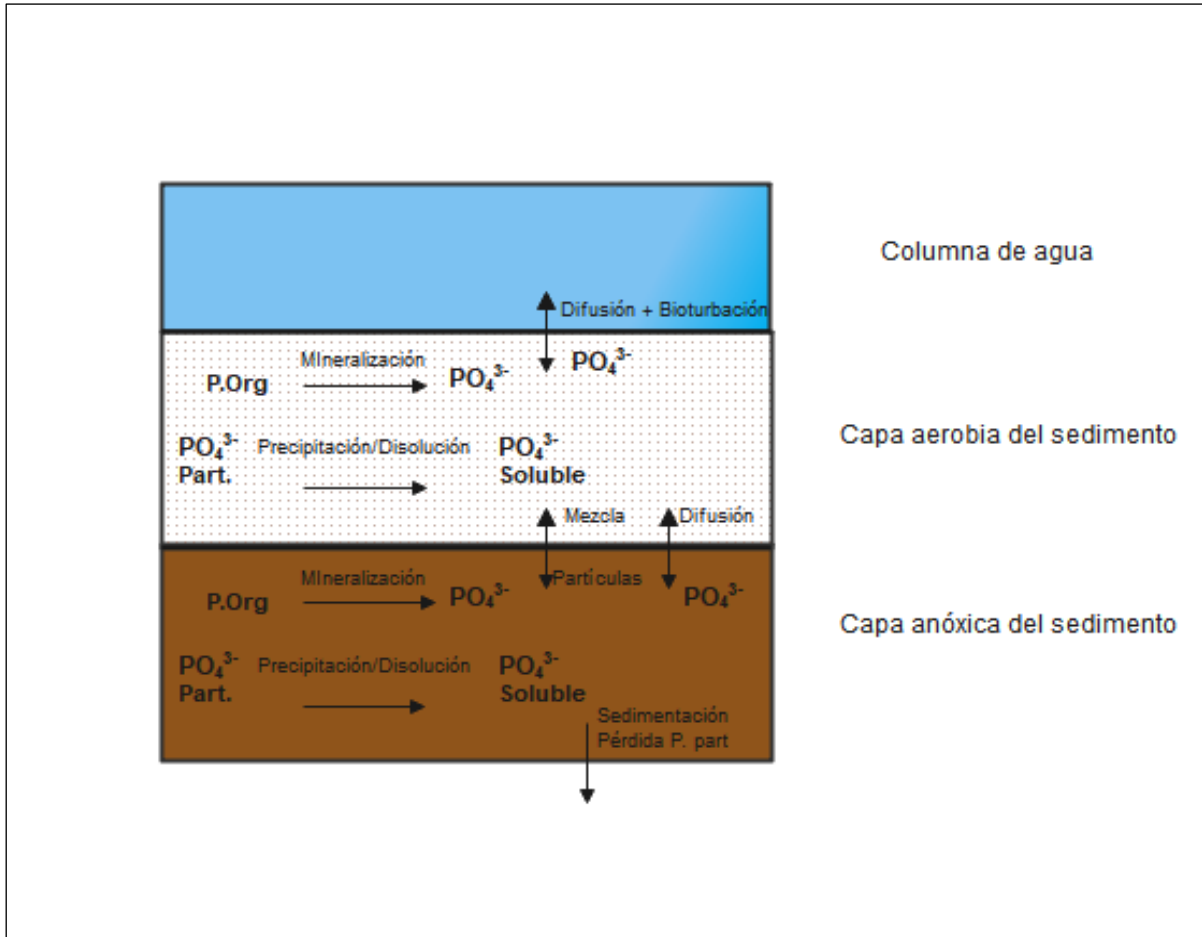 Columna de agua
Difusión + Bioturbación
MIneralización
P.Org
PO₄³⁻
PO₄³⁻
Capa aerobia del sedimento
PO₄³⁻ Precipitación/Disolución PO₄³⁻
Part. Soluble
Mezcla Difusión
MIneralización Partículas
P.Org PO₄³⁻ PO₄³⁻
Capa anóxica del sedimento
PO₄³⁻ Precipitación/Disolución PO₄³⁻
Part. Soluble
Sedimentación
Pérdida P. part